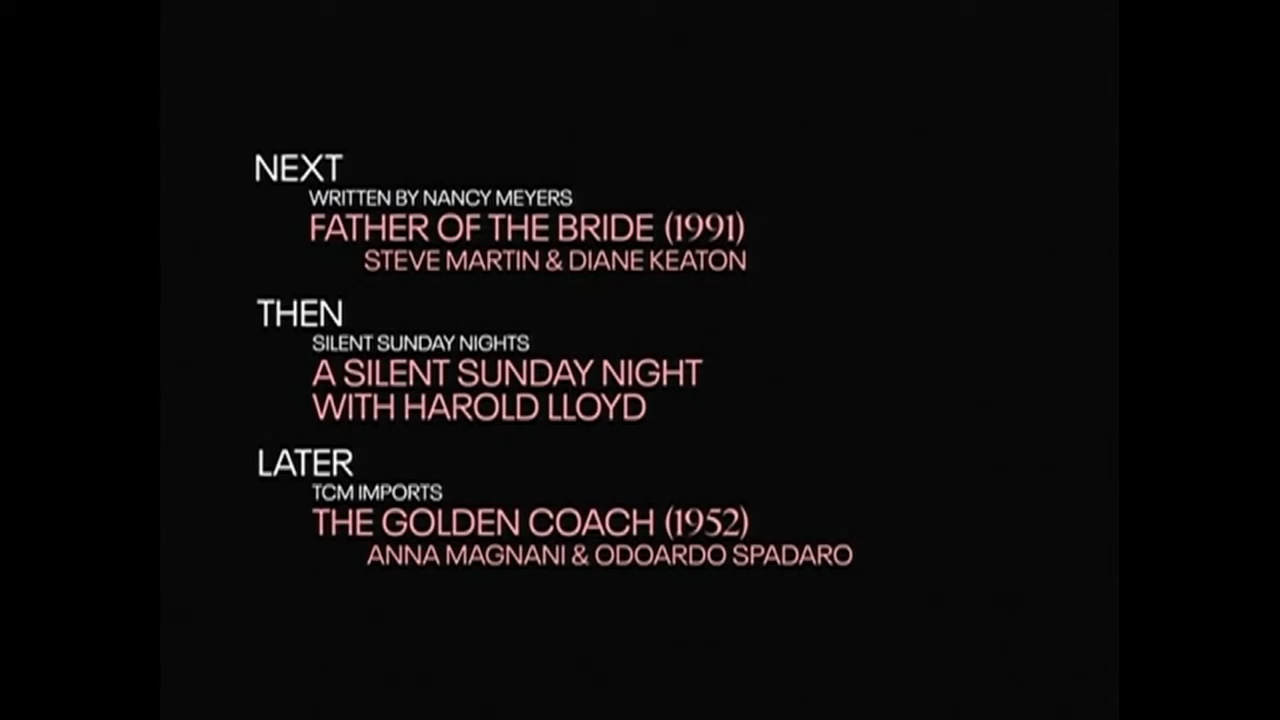 NEXT
WRITTEN BY NANCY MEYERS
FATHER OF THE BRIDE (1991)
STEVE MARTIN & DIANE KEATON
THEN
SILENT SUNDAY NIGHTS
A SILENT SUNDAY NIGHT
WITH HAROLD LLOYD
LATER
TCM IMPORTS
THE GOLDEN COACH (1952)
ANNA MAGNANI & ODOARDO SPADARO